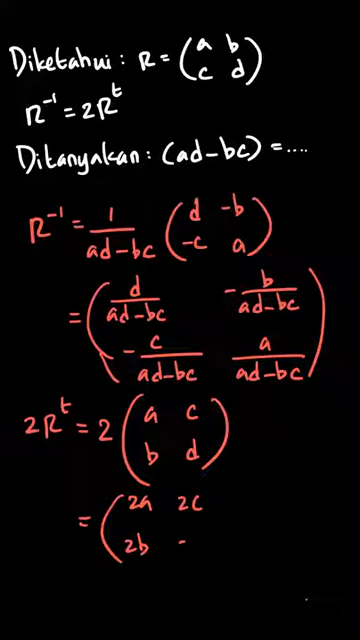 Diketahui : R = (a b
c d)
R⁻¹ = 2Rᵗ
Ditanyakan : (ad-bc) = ....
R⁻¹ = 1/(ad-bc) (d -b
-c a)
= (d/(ad-bc) -b/(ad-bc)
-c/(ad-bc) a/(ad-bc))
2Rᵗ = 2 (a c
b d)
= (2a 2c
2b -